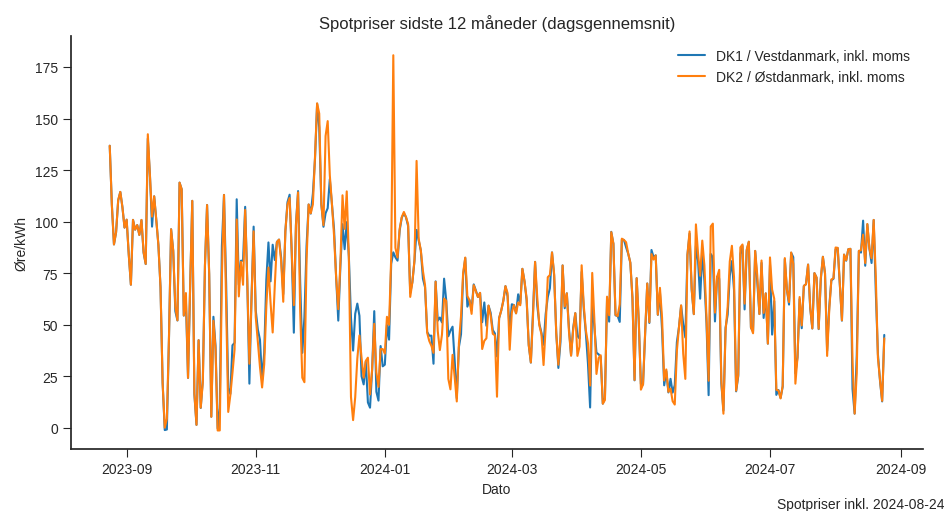 Spotpriser sidste 12 måneder (dagsgennemsnit)
DK1 / Vestdanmark, inkl. moms
DK2 / Østdanmark, inkl. moms
Øre/kWh
175
150
125
100
75
50
25
0
2023-09
2023-11
2024-01
2024-03
2024-05
2024-07
2024-09
Dato
Spotpriser inkl. 2024-08-24